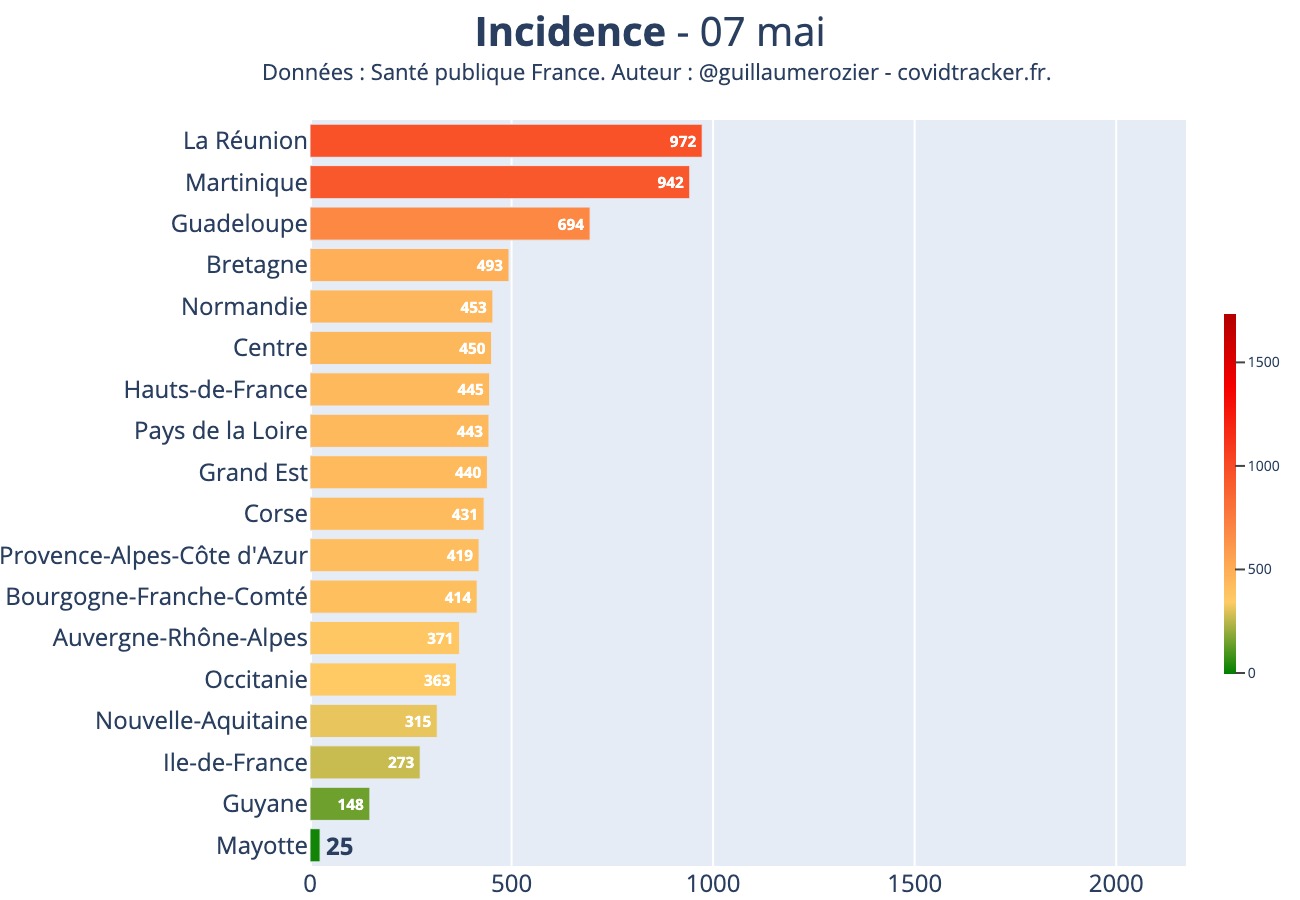 Incidence - 07 mai
Données : Santé publique France. Auteur : @guillaumerozier - covidtracker.fr.
La Réunion 972
Martinique 942
Guadeloupe 694
Bretagne 493
Normandie 453
Centre 450
Hauts-de-France 445
Pays de la Loire 443
Grand Est 440
Corse 431
Provence-Alpes-Côte d'Azur 419
Bourgogne-Franche-Comté 414
Auvergne-Rhône-Alpes 371
Occitanie 363
Nouvelle-Aquitaine 315
Ile-de-France 273
Guyane 148
Mayotte 25
0 500 1000 1500 2000
1500
1000
500
0